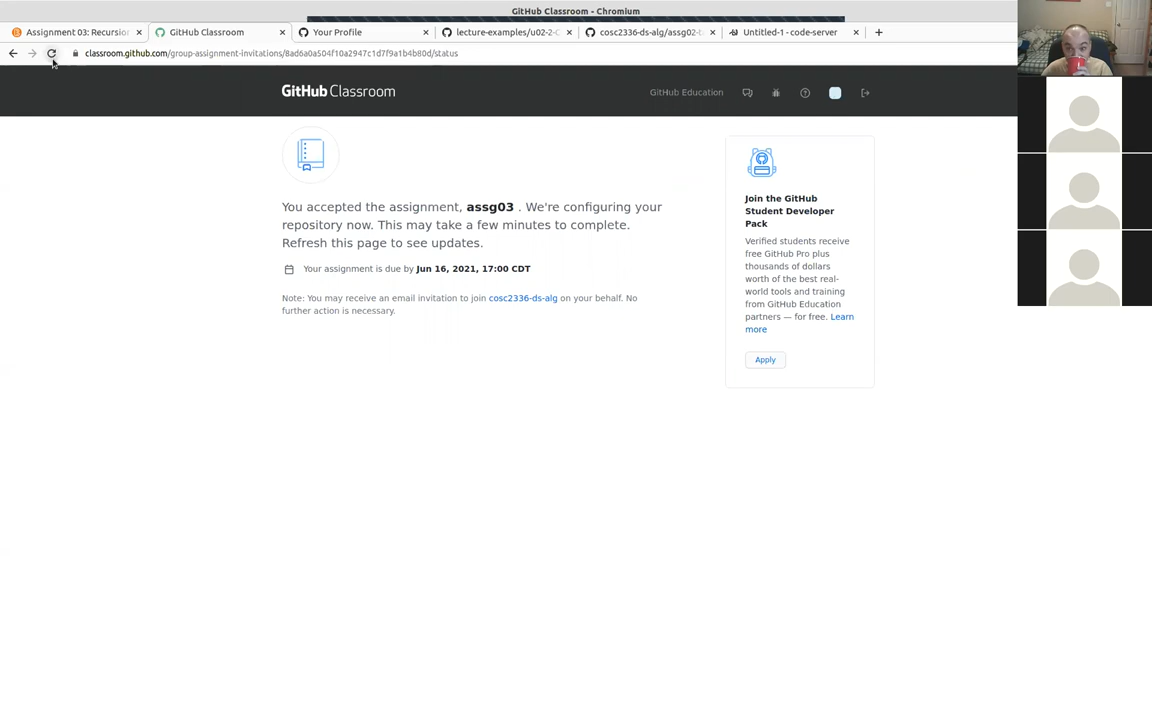 GitHub Classroom - Chromium
Assignment 03: Recursion
GitHub Classroom
Your Profile
lecture-examples/u02-2-C
cosc2336-ds-alg/assg02-
Untitled-1 - code-server
classroom.github.com/group-assignment-invitations/8ad6a0a504f10a2947c1d7f9a1b4b80d/status
GitHub Classroom
GitHub Education
You accepted the assignment, assg03 . We're configuring your
repository now. This may take a few minutes to complete.
Refresh this page to see updates.
Your assignment is due by Jun 16, 2021, 17:00 CDT
Note: You may receive an email invitation to join cosc2336-ds-alg on your behalf. No
further action is necessary.
Join the GitHub
Student Developer
Pack
Verified students receive
free GitHub Pro plus
thousands of dollars
worth of the best real-
world tools and training
from GitHub Education
partners — for free. Learn
more
Apply